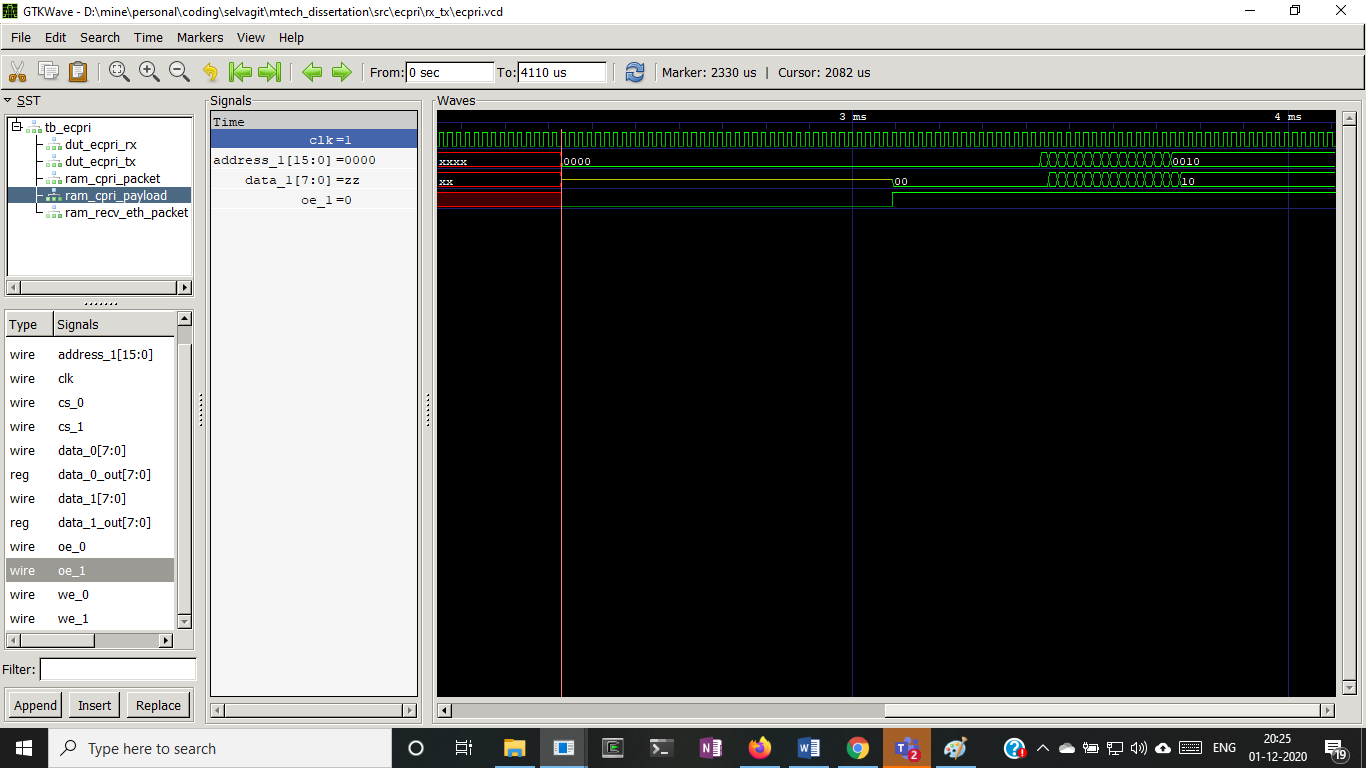 GTKWave - D:\mine\personal\coding\selvagit\mtech_dissertation\src\ecpri\rx_tx\ecpri.vcd
File Edit Search Time Markers View Help
From: 0 sec To: 4110 us Marker: 2330 us | Cursor: 2082 us
SST
tb_ecpri
dut_ecpri_rx
dut_ecpri_tx
ram_cpri_packet
ram_cpri_payload
ram_recv_eth_packet
Type Signals
wire address_1[15:0]
wire clk
wire cs_0
wire cs_1
wire data_0[7:0]
reg data_0_out[7:0]
wire data_1[7:0]
reg data_1_out[7:0]
wire oe_0
wire oe_1
wire we_0
wire we_1
Filter:
Append Insert Replace
Signals
Time
clk=1
address_1[15:0]=0000
data_1[7:0]=zz
oe_1=0
Waves
3 ms 4 ms
xxxx 0000 0010
xx 00 10
Type here to search
ENG
20:25
01-12-2020
2
19